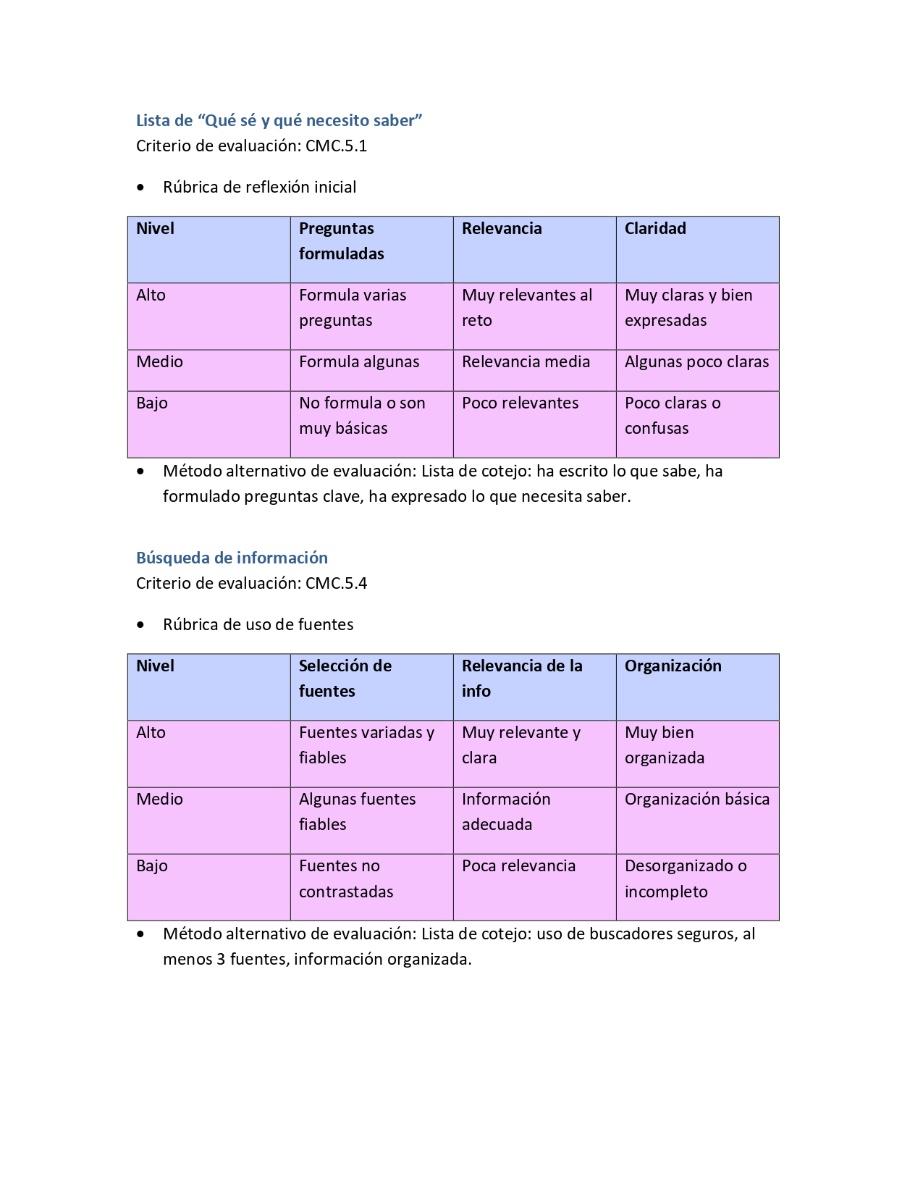 Lista de “Qué sé y qué necesito saber”
Criterio de evaluación: CMC.5.1
• Rúbrica de reflexión inicial
Nivel Preguntas formuladas Relevancia Claridad
Alto Formula varias preguntas Muy relevantes al reto Muy claras y bien expresadas
Medio Formula algunas Relevancia media Algunas poco claras
Bajo No formula o son muy básicas Poco relevantes Poco claras o confusas
• Método alternativo de evaluación: Lista de cotejo: ha escrito lo que sabe, ha
formulado preguntas clave, ha expresado lo que necesita saber.
Búsqueda de información
Criterio de evaluación: CMC.5.4
• Rúbrica de uso de fuentes
Nivel Selección de fuentes Relevancia de la info Organización
Alto Fuentes variadas y fiables Muy relevante y clara Muy bien organizada
Medio Algunas fuentes fiables Información adecuada Organización básica
Bajo Fuentes no contrastadas Poca relevancia Desorganizado o incompleto
• Método alternativo de evaluación: Lista de cotejo: uso de buscadores seguros, al
menos 3 fuentes, información organizada.